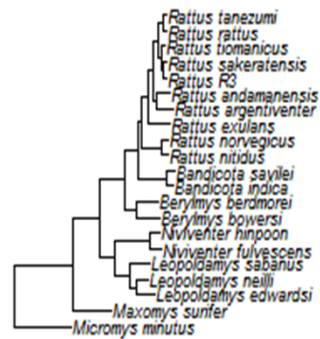 Rattus tanezumi
Rattus rattus
Rattus tiomanicus
Rattus sakeratensis
Rattus R3
Rattus andamanensis
Rattus argentiventer
Rattus exulans
Rattus norvegicus
Rattus nitidus
Bandicota savilei
Bandicota indica
Berylmys berdmorei
Berylmys bowersi
Niviventer hinpoon
Niviventer fulvescens
Leopoldamys sabanus
Leopoldamys neilli
Leopoldamys edwardsi
Maxomys surifer
Micromys minutus